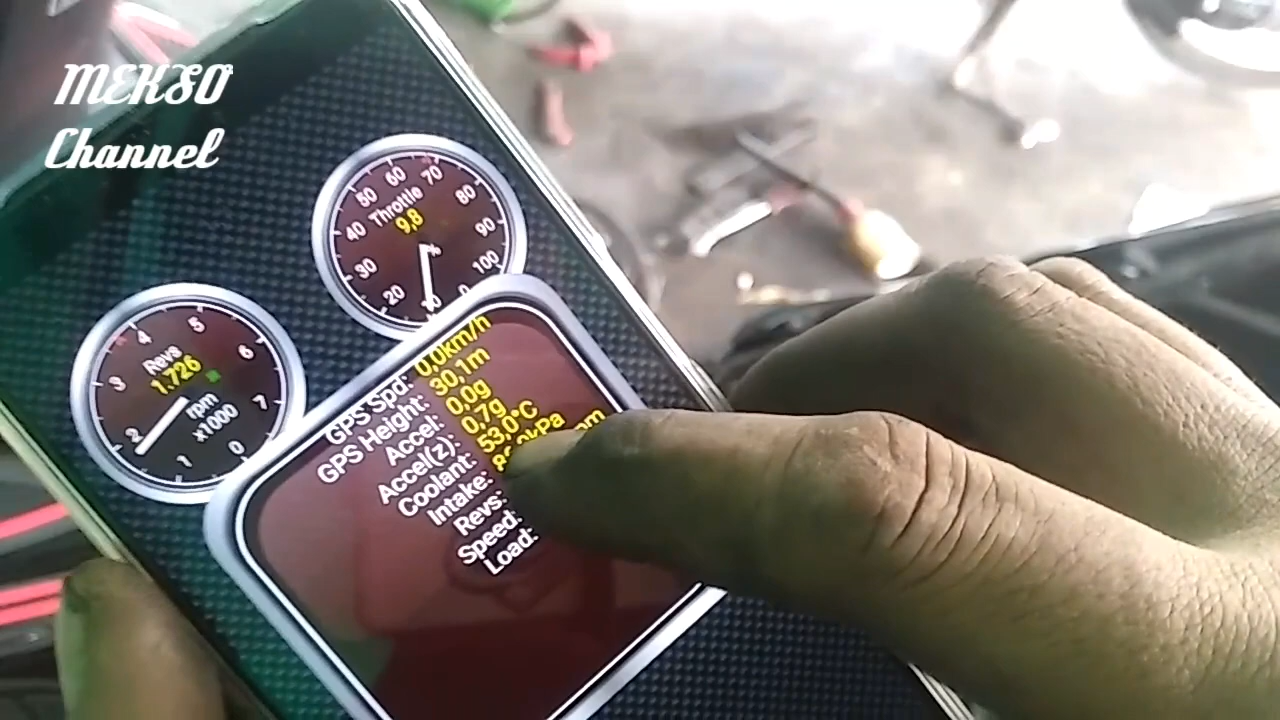 MEKSO
Channel
50 60 70
40 Throttle 80
9,8
90
30 % 100
20 10 0
4 5
3 Revs 6
1.726
2 rpm 7
x1000
1 0
GPS Spd: 0,0km/h
GPS Height: 30,1m
Accel: 0,0g
Accel(z): 0,7g
Coolant: 53,0°C
Intake:
Revs:
Speed:
Load: